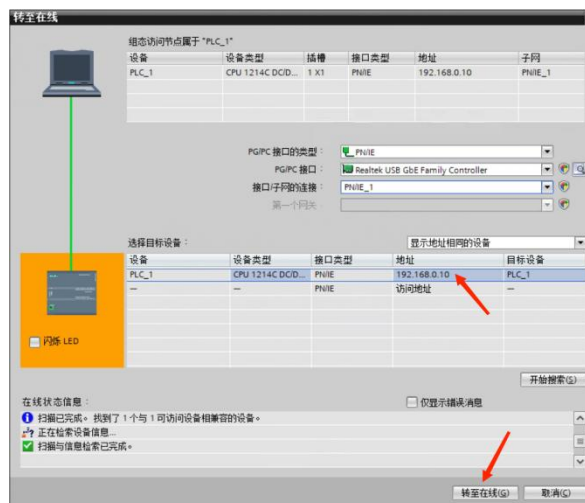 转至在线
组态访问节点属于 "PLC_1"
设备 设备类型 插槽 接口类型 地址 子网
PLC_1 CPU 1214C DC/D... 1 X1 PN/IE 192.168.0.10 PN/IE_1
PG/PC 接口的类型： PN/IE
PG/PC 接口： Realtek USB GbE Family Controller
接口/子网的连接： PN/IE_1
第一个网关：
选择目标设备： 显示地址相同的设备
设备 设备类型 接口类型 地址 目标设备
PLC_1 CPU 1214C DC/D... PN/IE 192.168.0.10 PLC_1
— — PN/IE 访问地址 —
闪烁 LED
开始搜索(S)
在线状态信息： 仅显示错误消息
扫描已完成。找到了 1 个与 1 可访问设备相兼容的设备。
正在检索设备信息...
扫描与信息检索已完成。
转至在线(G) 取消(C)